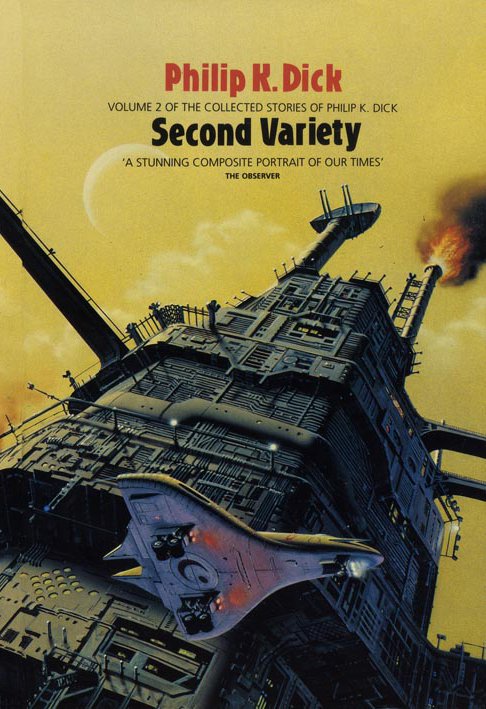 Philip K. Dick
VOLUME 2 OF THE COLLECTED STORIES OF PHILIP K. DICK
Second Variety
'A STUNNING COMPOSITE PORTRAIT OF OUR TIMES'
THE OBSERVER